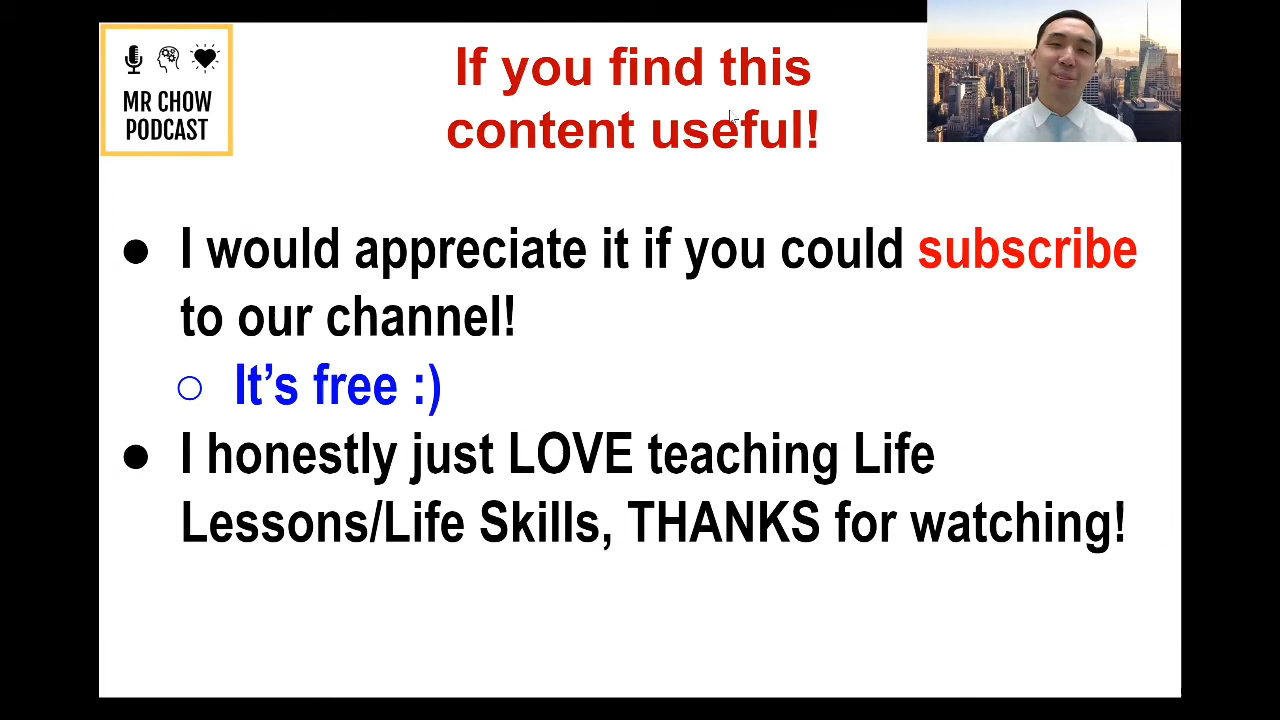 MR CHOW
PODCAST
If you find this
content useful!
● I would appreciate it if you could subscribe
to our channel!
○ It’s free :)
● I honestly just LOVE teaching Life
Lessons/Life Skills, THANKS for watching!